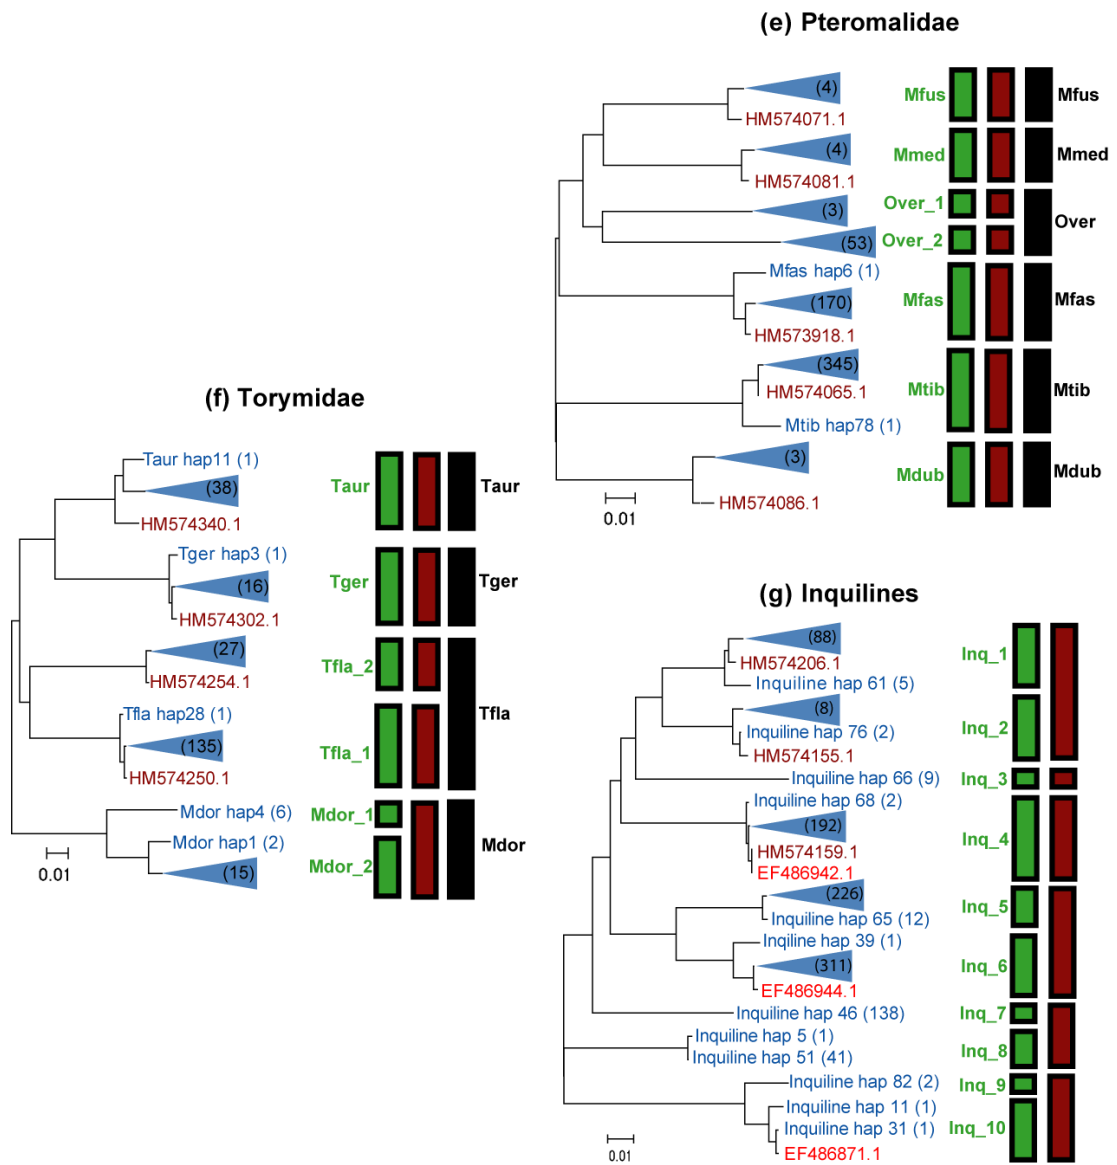 (e) Pteromalidae
(4)
HM574071.1
Mfus
Mfus
(4)
HM574081.1
Mmed
Mmed
(3)
Over_1
(53)
Over_2
Over
Mfas hap6 (1)
(170)
HM573918.1
Mfas
Mfas
(345)
HM574065.1
Mtib hap78 (1)
Mtib
Mtib
(3)
HM574086.1
Mdub
Mdub
0.01
(f) Torymidae
Taur hap11 (1)
(38)
HM574340.1
Taur
Taur
Tger hap3 (1)
(16)
HM574302.1
Tger
Tger
(27)
HM574254.1
Tfla_2
Tfla hap28 (1)
(135)
HM574250.1
Tfla_1
Tfla
Mdor hap4 (6)
Mdor_1
Mdor hap1 (2)
(15)
Mdor_2
Mdor
0.01
(g) Inquilines
(88)
HM574206.1
Inquiline hap 61 (5)
Inq_1
(8)
Inquiline hap 76 (2)
HM574155.1
Inq_2
Inquiline hap 66 (9)
Inq_3
Inquiline hap 68 (2)
(192)
HM574159.1
EF486942.1
Inq_4
(226)
Inquiline hap 65 (12)
Inq_5
Inqiline hap 39 (1)
(311)
EF486944.1
Inq_6
Inquiline hap 46 (138)
Inq_7
Inquiline hap 5 (1)
Inquiline hap 51 (41)
Inq_8
Inquiline hap 82 (2)
Inq_9
Inquiline hap 11 (1)
Inquiline hap 31 (1)
EF486871.1
Inq_10
0.01